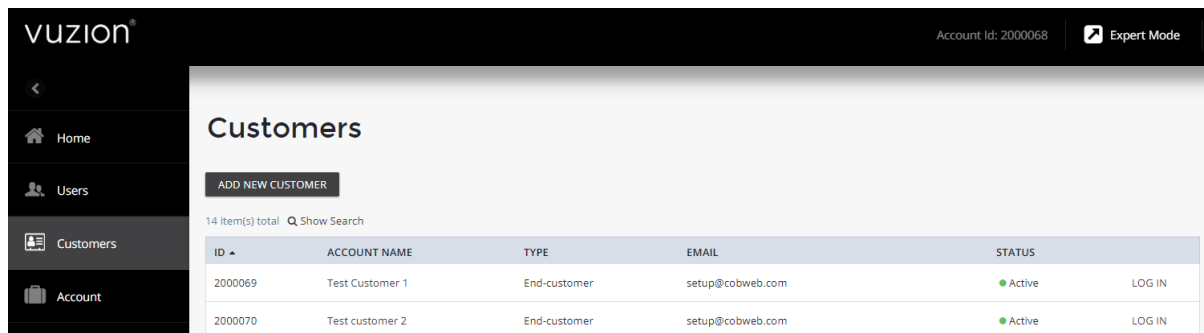 vuzion®
Account Id: 2000068
Expert Mode
Home
Users
Customers
Account
Customers
ADD NEW CUSTOMER
14 item(s) total Show Search
ID ACCOUNT NAME TYPE EMAIL STATUS
2000069 Test Customer 1 End-customer setup@cobweb.com Active LOG IN
2000070 Test customer 2 End-customer setup@cobweb.com Active LOG IN